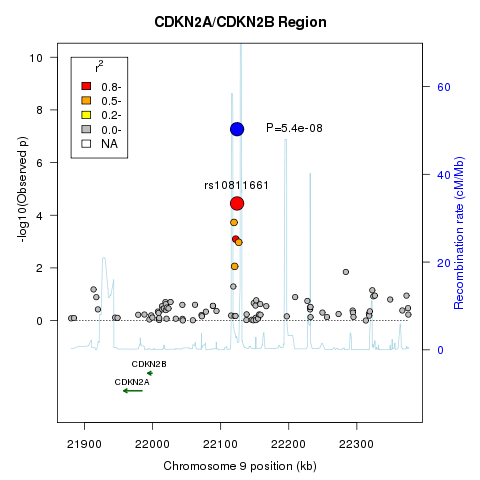 CDKN2A/CDKN2B Region
r2
0.8-
0.5-
0.2-
0.0-
NA
P=5.4e-08
rs10811661
10
8
6
4
2
0
-log10(Observed p)
60
40
20
0
Recombination rate (cM/Mb)
CDKN2B
CDKN2A
21900 22000 22100 22200 22300
Chromosome 9 position (kb)